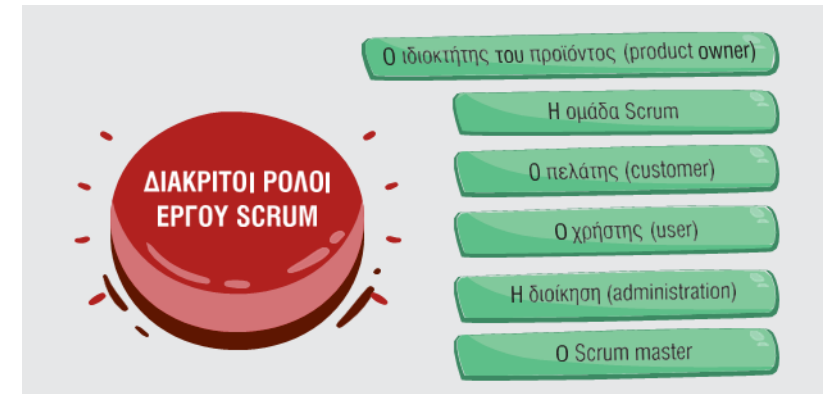 ΔΙΑΚΡΙΤΟΙ ΡΟΛΟΙ
ΕΡΓΟΥ SCRUM
Ο ιδιοκτήτης του προϊόντος (product owner)
Η ομάδα Scrum
Ο πελάτης (customer)
Ο χρήστης (user)
Η διοίκηση (administration)
Ο Scrum master